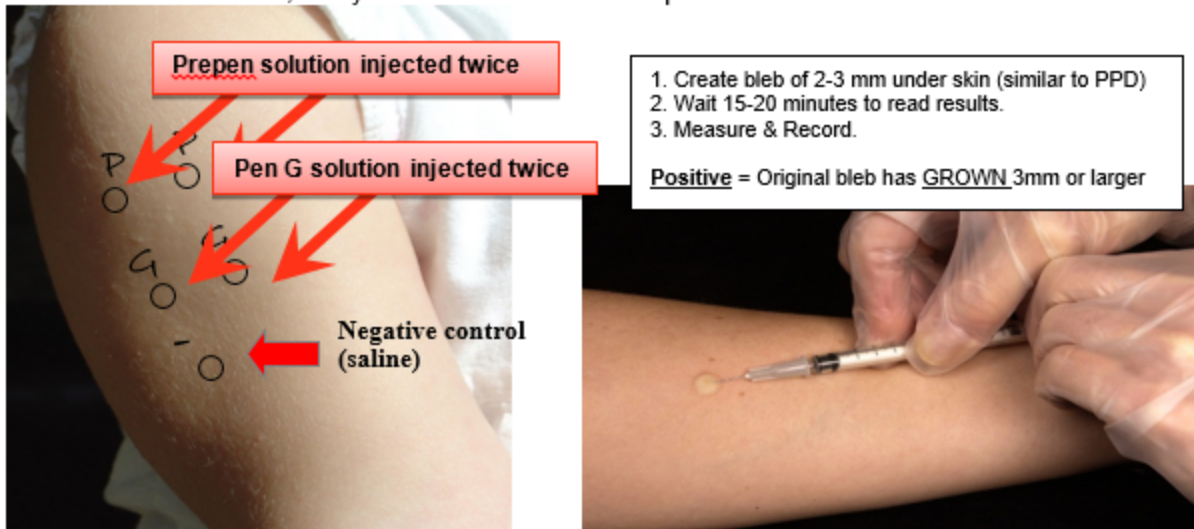 Prepen solution injected twice
P
P
Pen G solution injected twice
G
G
-
Negative control
(saline)
1. Create bleb of 2-3 mm under skin (similar to PPD)
2. Wait 15-20 minutes to read results.
3. Measure & Record.
Positive = Original bleb has GROWN 3mm or larger